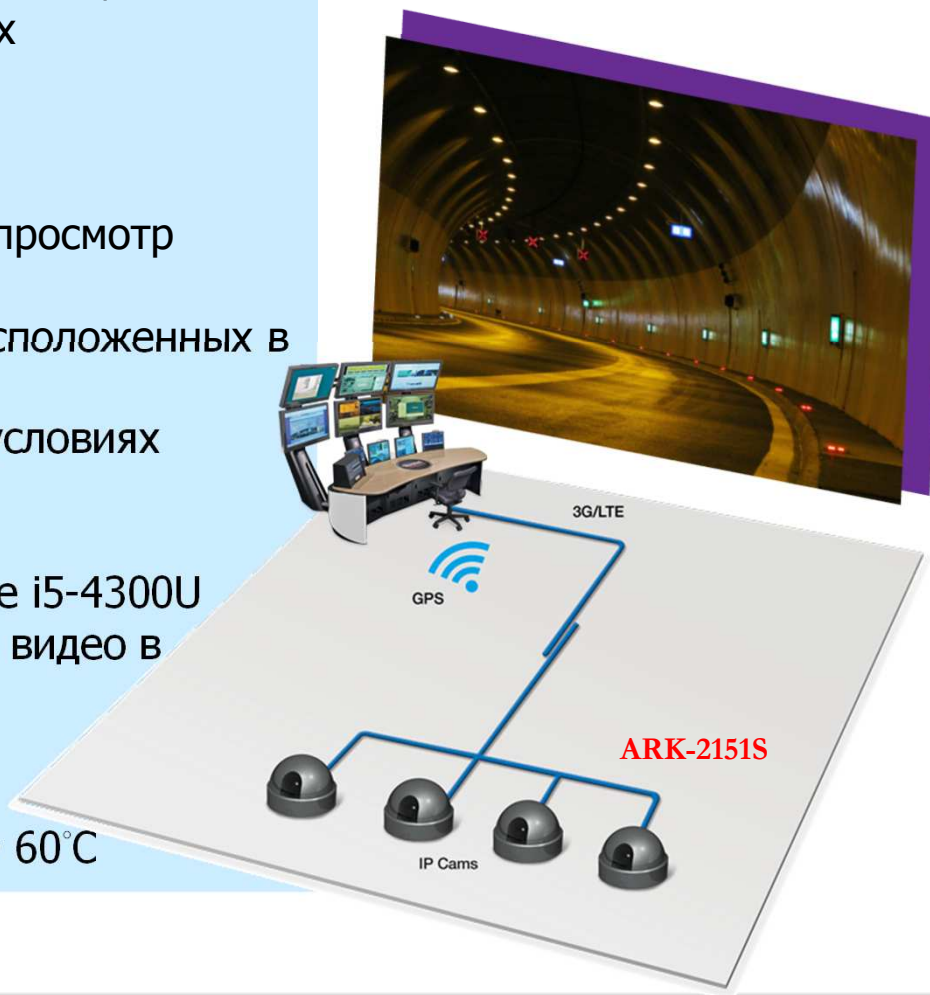 х
просмотр
сположенных в
условиях
e i5-4300U
видео в
60°C
3G/LTE
GPS
ARK-2151S
IP Cams